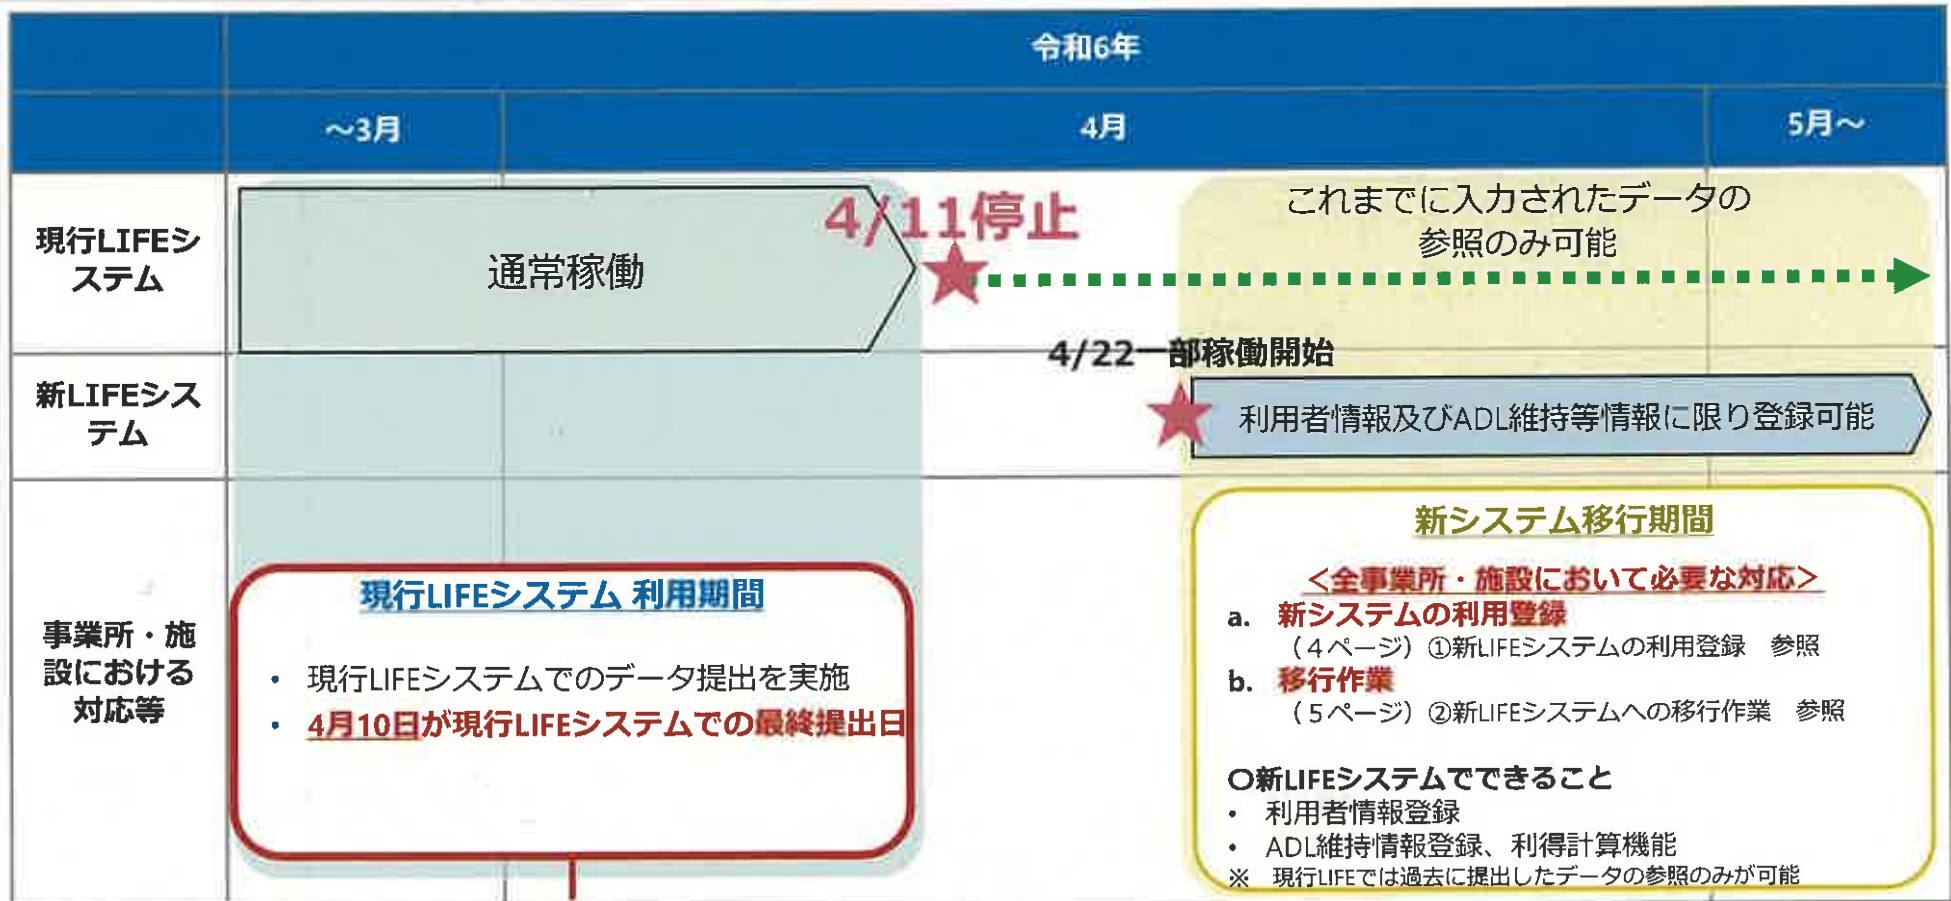 令和6年
～3月
4月
5月～
現行LIFEシ
ステム
通常稼働
4/11停止
これまでに入力されたデータの
参照のみ可能
新LIFEシス
テム
4/22一部稼働開始
利用者情報及びADL維持等情報に限り登録可能
事業所・施
設における
対応等
現行LIFEシステム 利用期間
• 現行LIFEシステムでのデータ提出を実施
• 4月10日が現行LIFEシステムでの最終提出日
新システム移行期間
＜全事業所・施設において必要な対応＞
a. 新システムの利用登録
（4ページ）①新LIFEシステムの利用登録　参照
b. 移行作業
（5ページ）②新LIFEシステムへの移行作業　参照
〇新LIFEシステムでできること
• 利用者情報登録
• ADL維持情報登録、利得計算機能
※ 現行LIFEでは過去に提出したデータの参照のみが可能